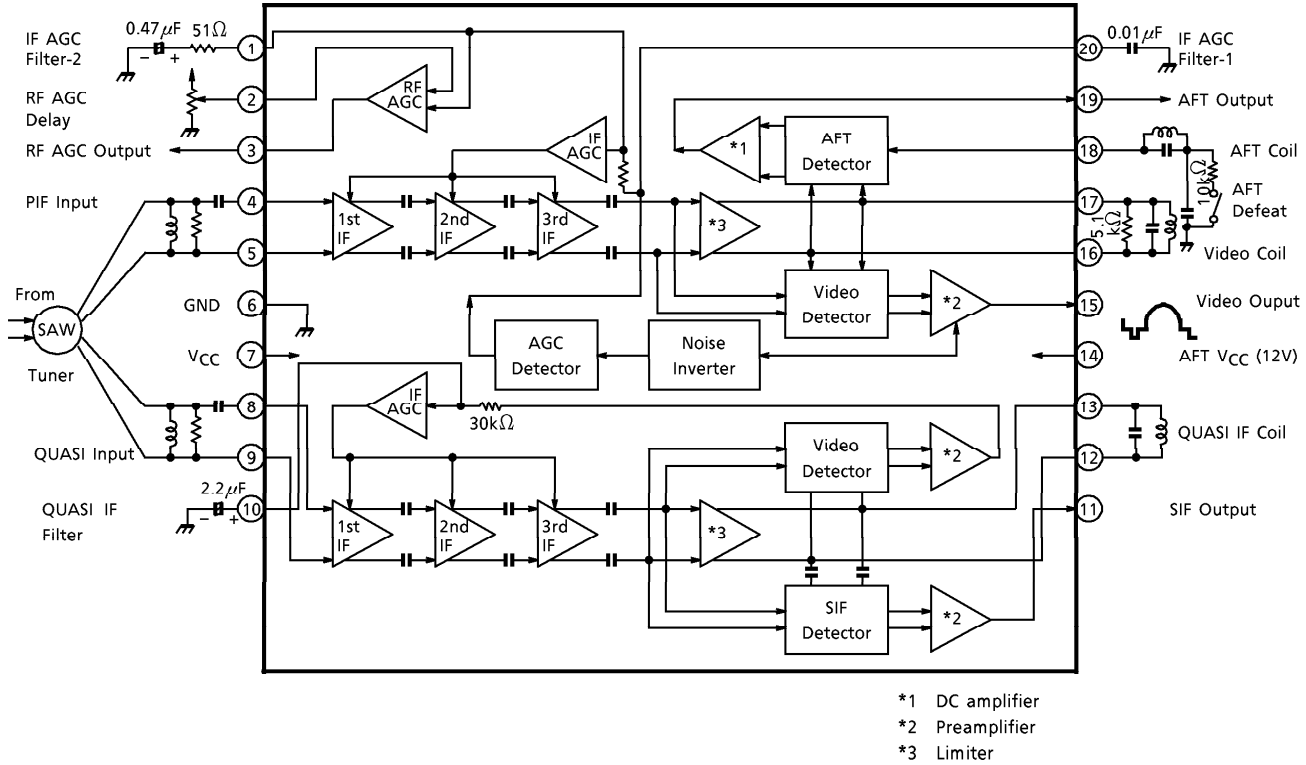 IF AGC
Filter-2
0.47μF
51Ω
− +
1
RF AGC
Delay
2
RF AGC Output
3
PIF Input
4
5
From
SAW
Tuner
GND
6
VCC
7
8
QUASI Input
9
2.2μF
− +
10
QUASI IF
Filter
RF
AGC
IF
AGC
1st
IF
2nd
IF
3rd
IF
*3
*1
AFT
Detector
Video
Detector
*2
AGC
Detector
Noise
Inverter
IF
AGC
30kΩ
Video
Detector
*2
1st
IF
2nd
IF
3rd
IF
*3
SIF
Detector
*2
20
0.01μF
IF AGC
Filter-1
19
AFT Output
18
AFT Coil
10kΩ
AFT
Defeat
17
5.1
kΩ
16
Video Coil
15
Video Ouput
14
AFT VCC (12V)
13
QUASI IF Coil
12
11
SIF Output
*1 DC amplifier
*2 Preamplifier
*3 Limiter